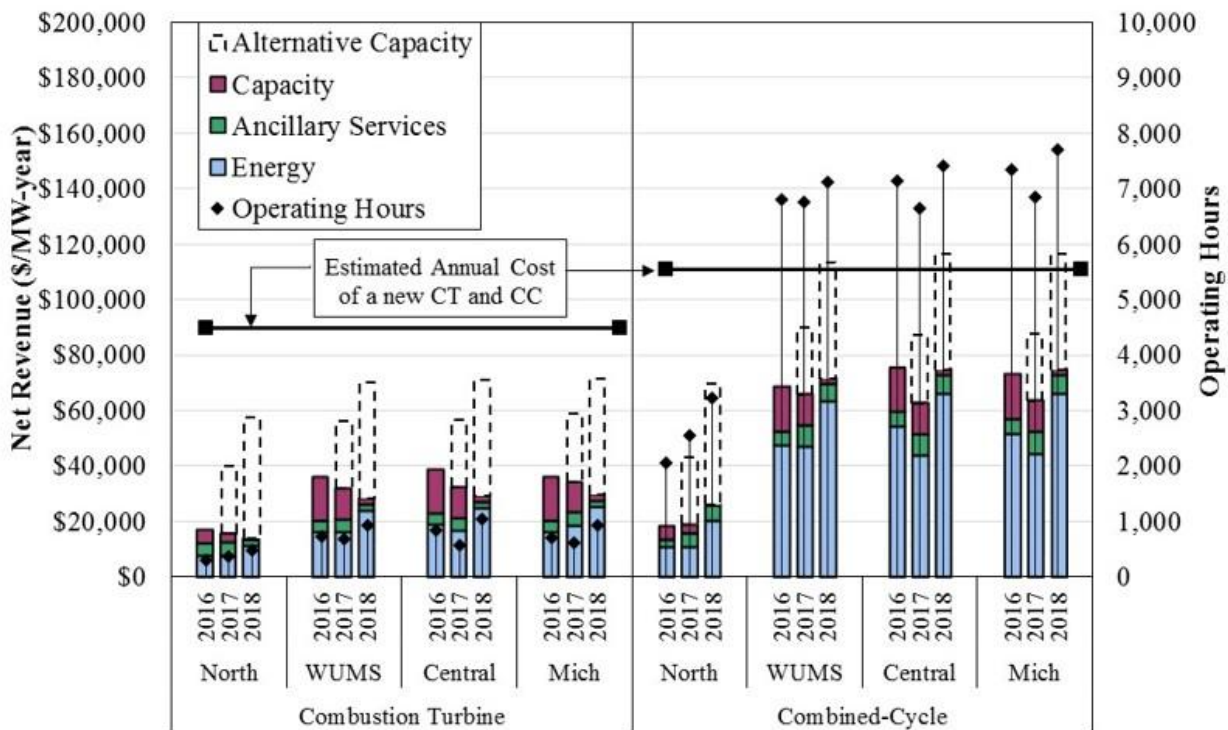 $200,000
$180,000
$160,000
$140,000
$120,000
$100,000
$80,000
$60,000
$40,000
$20,000
$0
Net Revenue ($/MW-year)
Alternative Capacity
Capacity
Ancillary Services
Energy
Operating Hours
Estimated Annual Cost
of a new CT and CC
10,000
9,000
8,000
7,000
6,000
5,000
4,000
3,000
2,000
1,000
0
Operating Hours
2016 2017 2018 2016 2017 2018 2016 2017 2018 2016 2017 2018 2016 2017 2018 2016 2017 2018 2016 2017 2018 2016 2017 2018
North WUMS Central Mich North WUMS Central Mich
Combustion Turbine Combined-Cycle